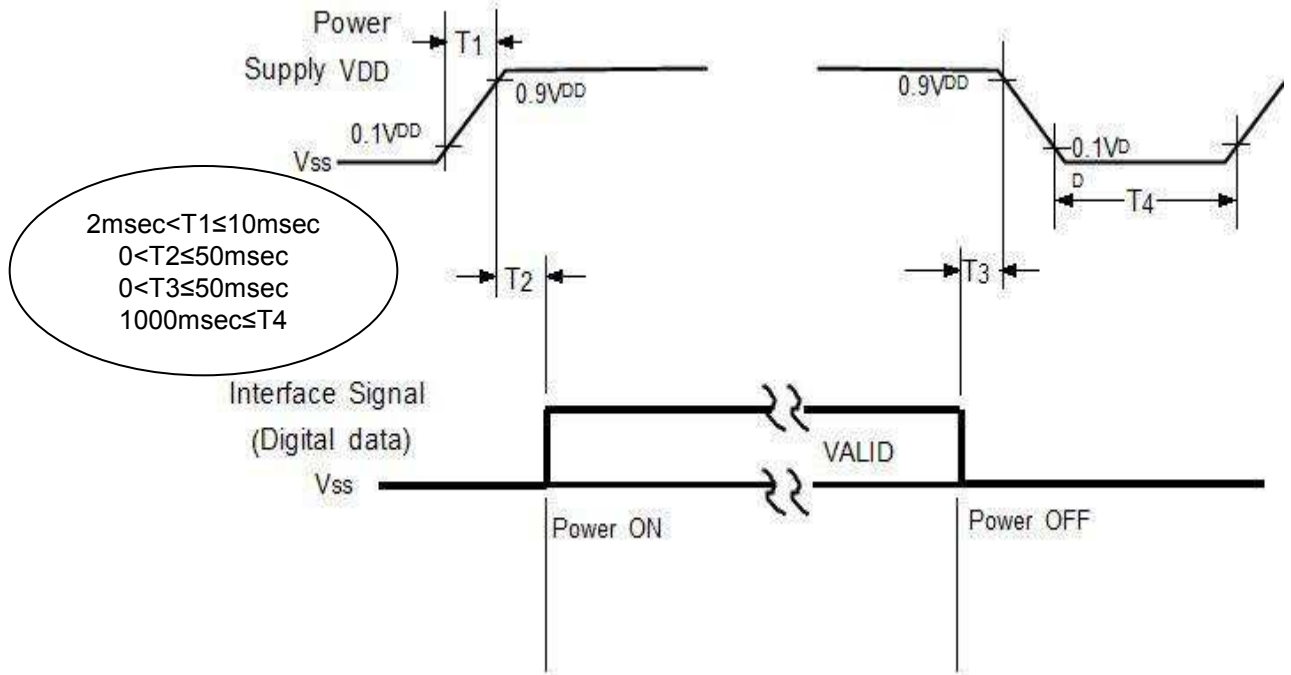 Power
Supply VDD
T1
0.9VDD
0.1VDD
Vss
0.9VDD
0.1VD
D
T4
2msec<T1≤10msec
0<T2≤50msec
0<T3≤50msec
1000msec≤T4
T2
T3
Interface Signal
(Digital data)
VALID
Vss
Power ON
Power OFF